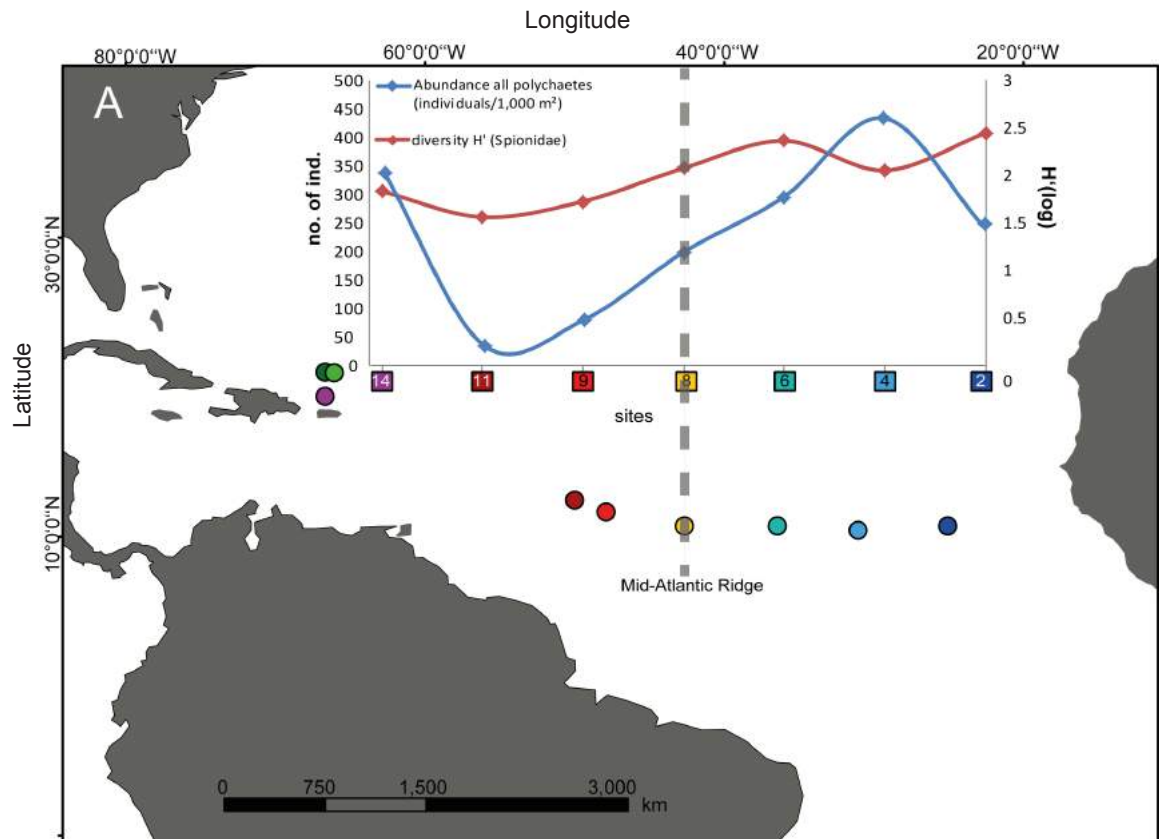 Longitude
80°0'0"W
60°0'0"W
40°0'0"W
20°0'0"W
A
Latitude
30°0'0"N
10°0'0"N
no. of ind.
500
450
400
350
300
250
200
150
100
50
0
Abundance all polychaetes
(individuals/1,000 m²)
diversity H' (Spionidae)
3
2.5
2
1.5
1
0.5
0
H'(log)
14
11
9
8
6
4
2
sites
Mid-Atlantic Ridge
0 750 1,500 3,000
km